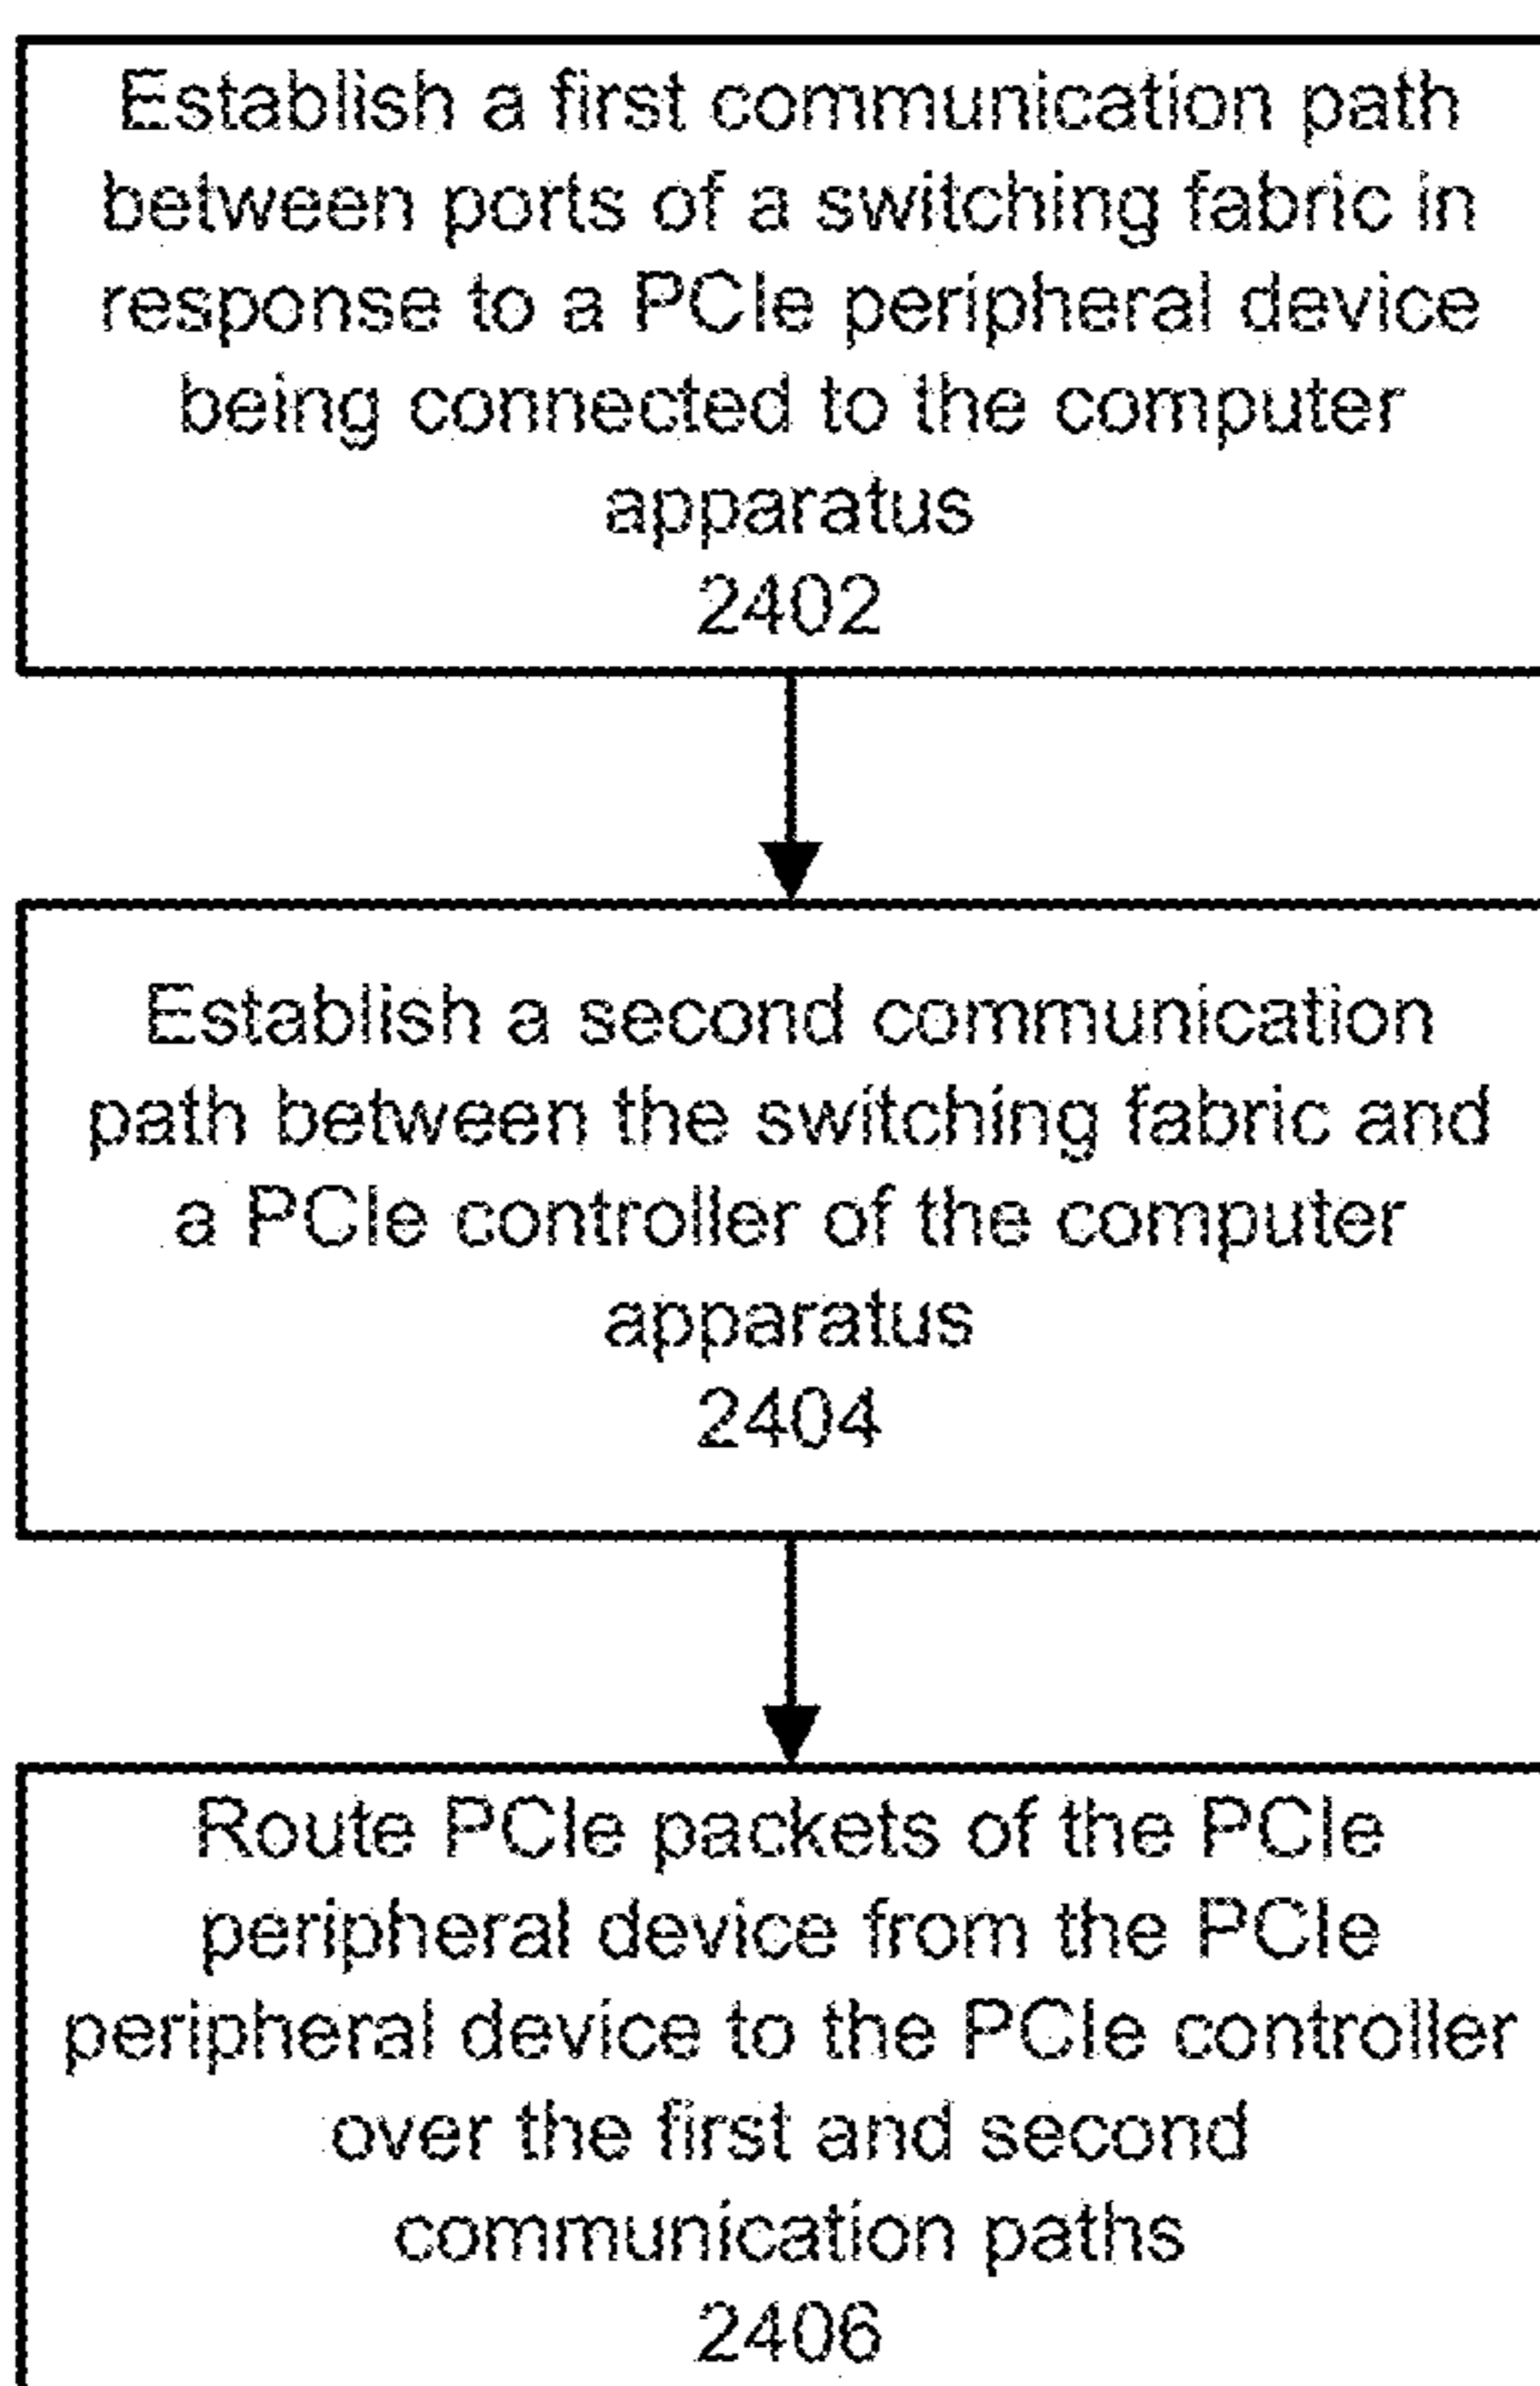 Establish a first communication path
between ports of a switching fabric in
response to a PCIe peripheral device
being connected to the computer
apparatus
2402
Establish a second communication
path between the switching fabric and
a PCIe controller of the computer
apparatus
2404
Route PCIe packets of the PCIe
peripheral device from the PCIe
peripheral device to the PCIe controller
over the first and second
communication paths
2406